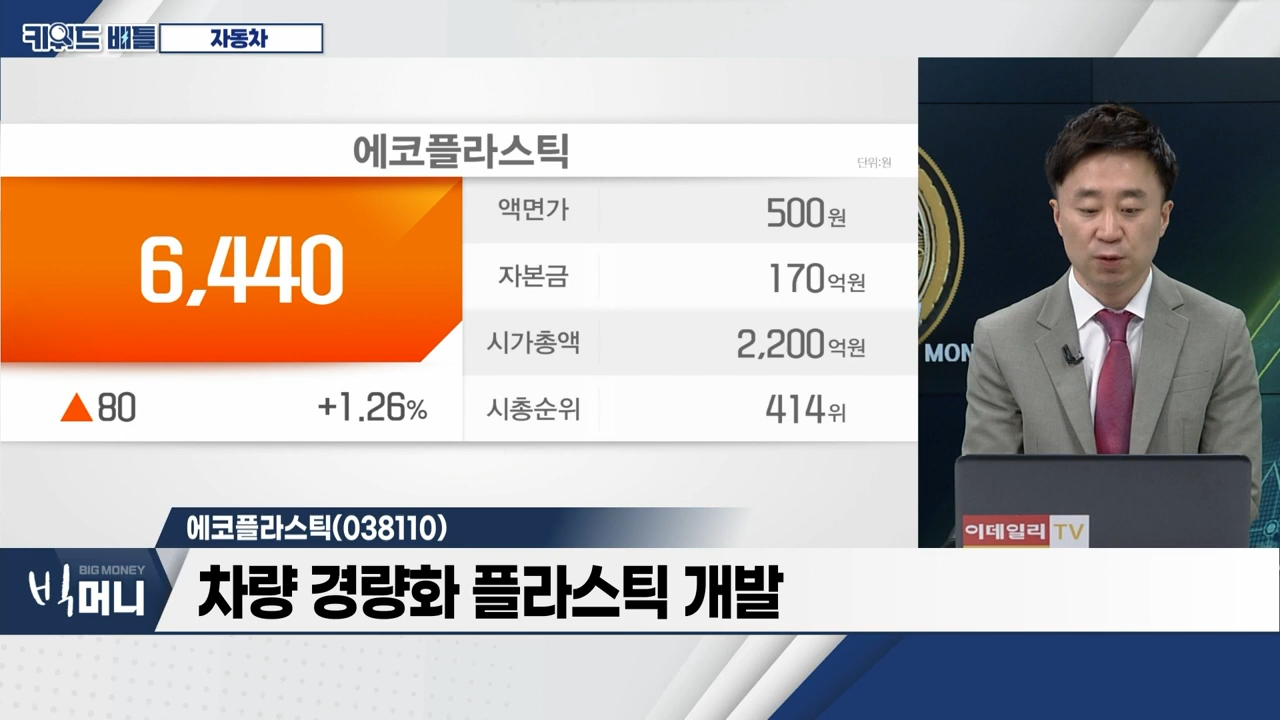 키워드 배틀
자동차
에코플라스틱
단위:원
6,440
▲80 +1.26%
액면가 500원
자본금 170억원
시가총액 2,200억원
시총순위 414위
MON
이데일리TV
에코플라스틱(038110)
BIG MONEY
빅머니
차량 경량화 플라스틱 개발